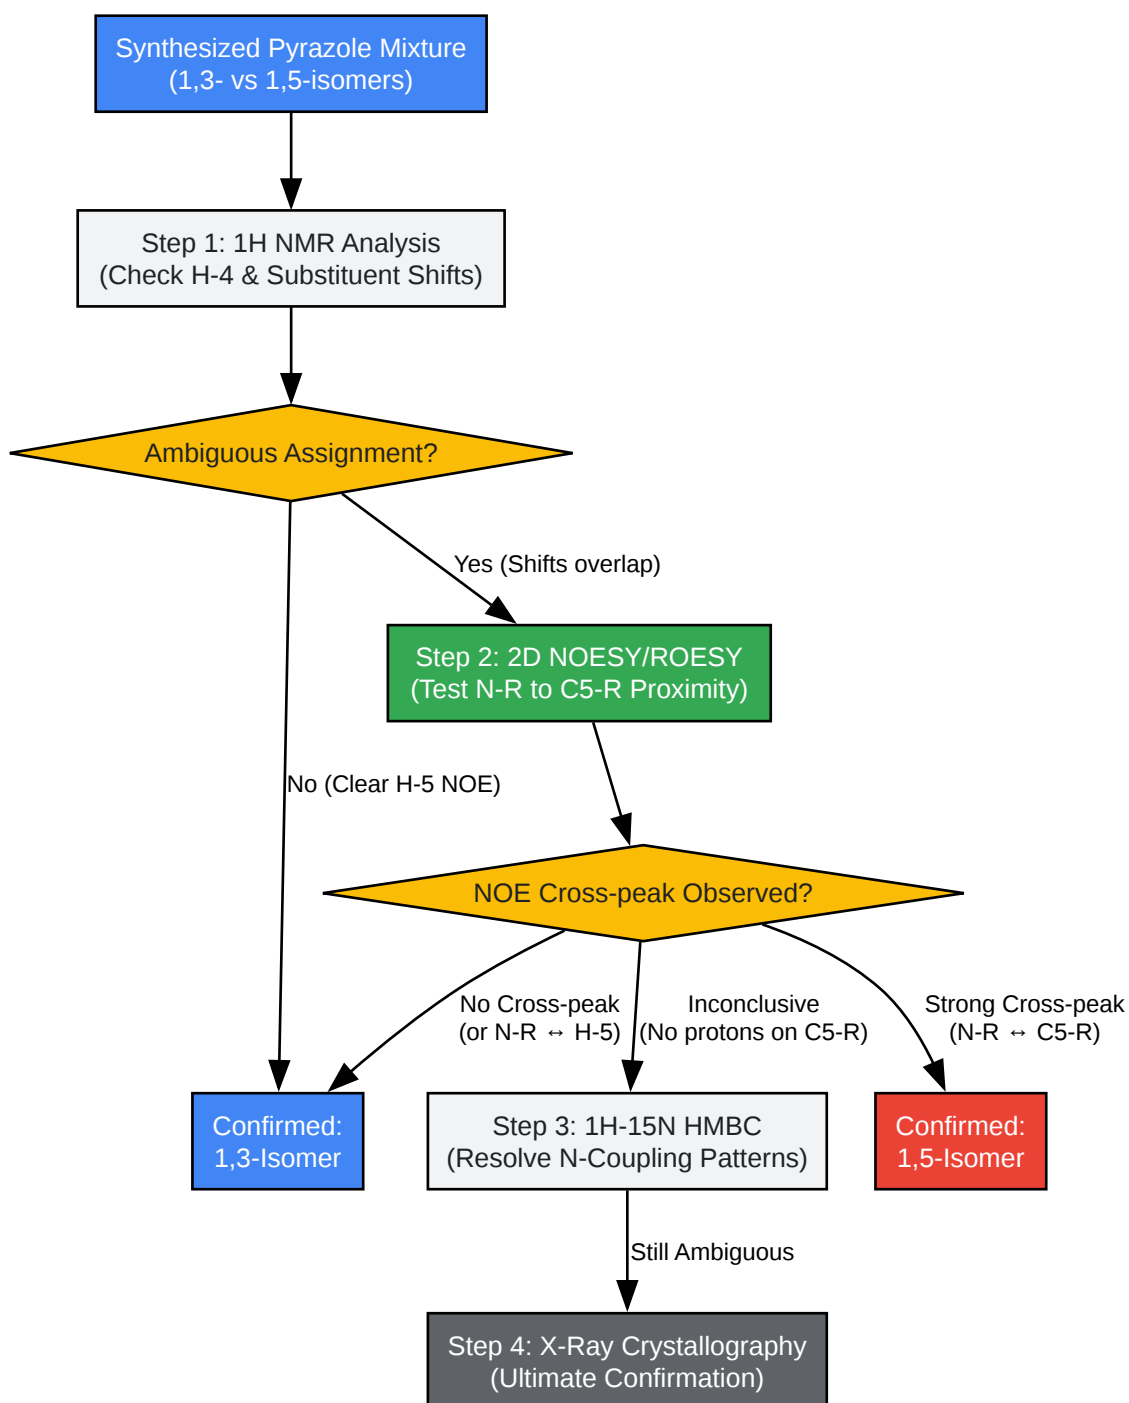 Synthesized Pyrazole Mixture
(1,3- vs 1,5-isomers)
Step 1: 1H NMR Analysis
(Check H-4 & Substituent Shifts)
Ambiguous Assignment?
Yes (Shifts overlap)
Step 2: 2D NOESY/ROESY
(Test N-R to C5-R Proximity)
No (Clear H-5 NOE)
NOE Cross-peak Observed?
No Cross-peak
(or N-R ↔ H-5)
Inconclusive
(No protons on C5-R)
Strong Cross-peak
(N-R ↔ C5-R)
Confirmed:
1,3-Isomer
Step 3: 1H-15N HMBC
(Resolve N-Coupling Patterns)
Confirmed:
1,5-Isomer
Still Ambiguous
Step 4: X-Ray Crystallography
(Ultimate Confirmation)